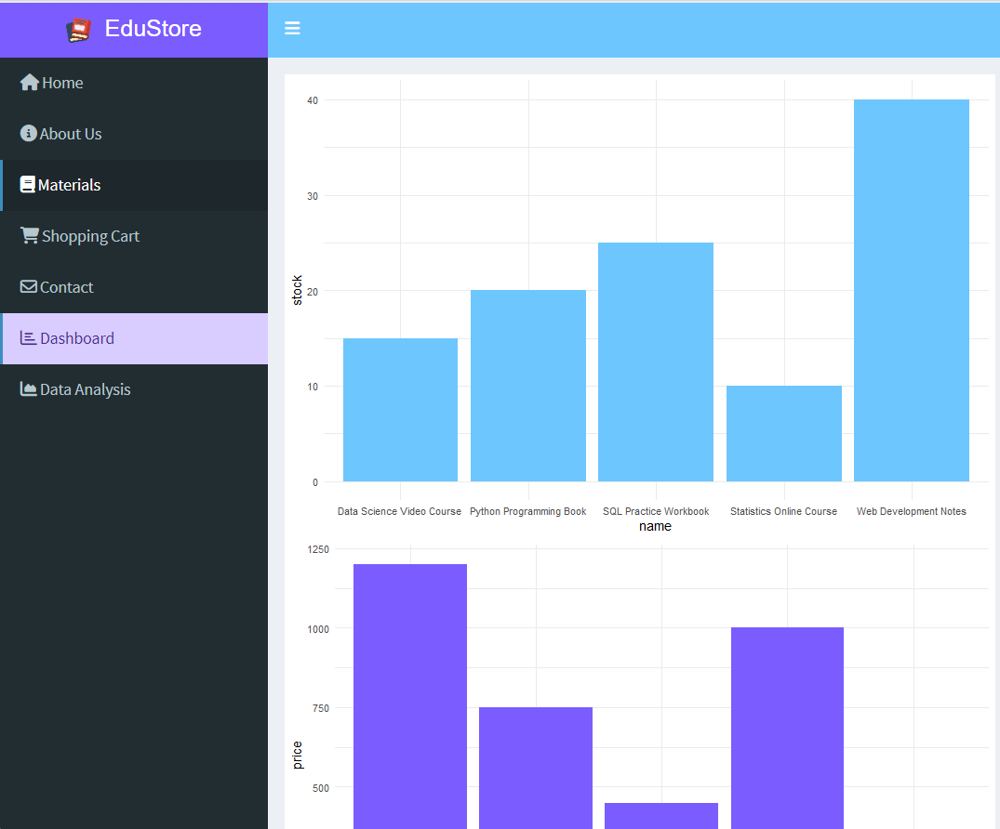 EduStore
Home
About Us
Materials
Shopping Cart
Contact
Dashboard
Data Analysis
40
30
20
10
0
stock
Data Science Video Course Python Programming Book SQL Practice Workbook Statistics Online Course Web Development Notes
name
1250
1000
750
500
price